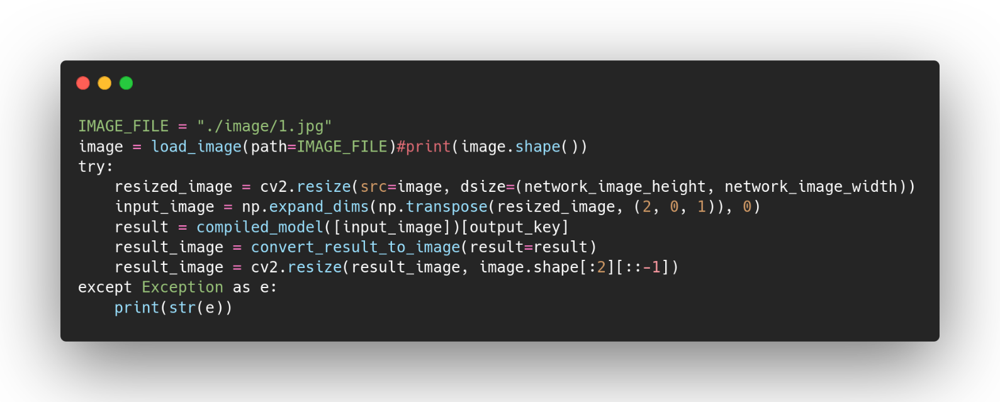 IMAGE_FILE = "./image/1.jpg"
image = load_image(path=IMAGE_FILE)#print(image.shape())
try:
    resized_image = cv2.resize(src=image, dsize=(network_image_height, network_image_width))
    input_image = np.expand_dims(np.transpose(resized_image, (2, 0, 1)), 0)
    result = compiled_model([input_image])[output_key]
    result_image = convert_result_to_image(result=result)
    result_image = cv2.resize(result_image, image.shape[:2][::-1])
except Exception as e:
    print(str(e))